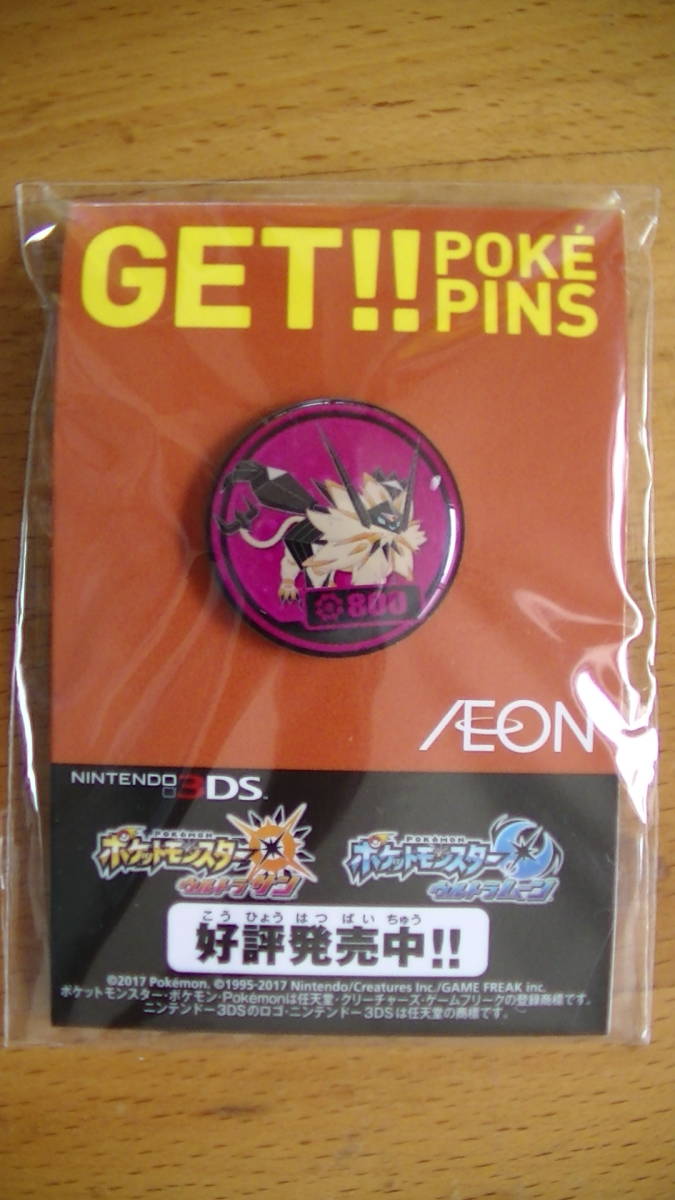 GET!! POKÉ PINS
800
ÆON
NINTENDO 3DS™
POKÉMON
ポケットモンスター
ウルトラサン
POKÉMON
ポケットモンスター
ウルトラムーン
こう ひょう はつ ばい ちゅう
好評発売中!!
©2017 Pokémon. ©1995-2017 Nintendo/Creatures Inc./GAME FREAK inc.
ポケットモンスター・ポケモン・Pokémonは任天堂・クリーチャーズ・ゲームフリークの登録商標です。
ニンテンドー3DSのロゴ・ニンテンドー3DSは任天堂の商標です。